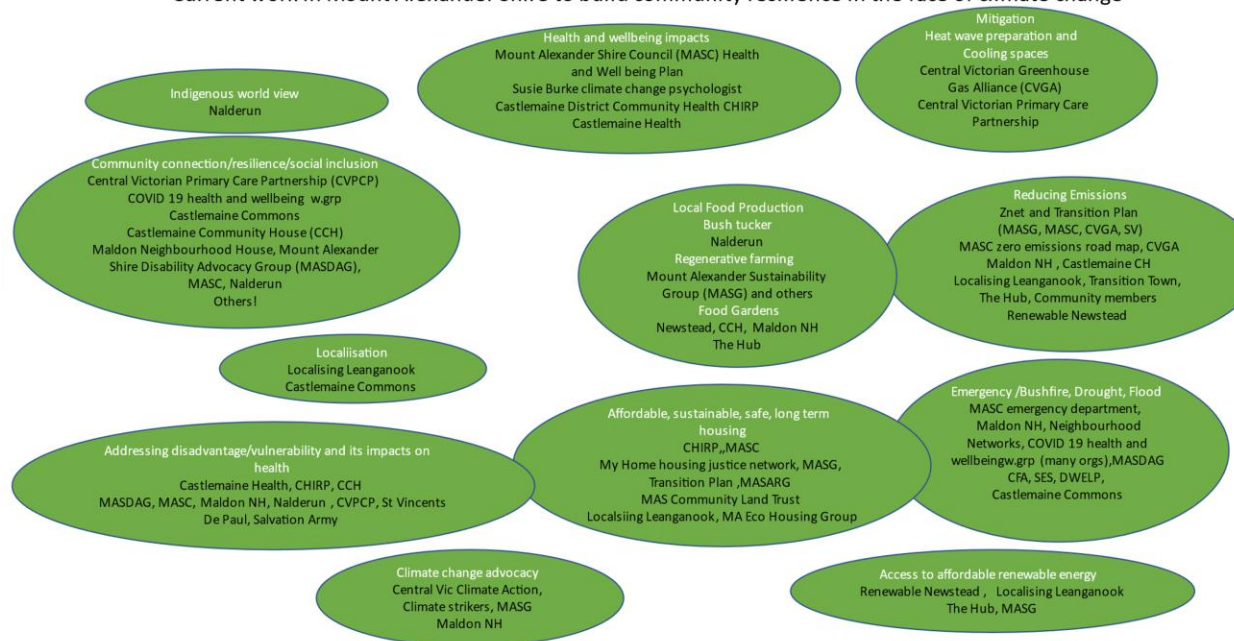 Current work in Mount Alexander Shire to build community resilience in the face of climate change
Health and wellbeing impacts
Mount Alexander Shire Council (MASC) Health
and Well being Plan
Susie Burke climate change psychologist
Castlemaine District Community Health CHIRP
Castlemaine Health
Mitigation
Heat wave preparation and
Cooling spaces
Central Victorian Greenhouse
Gas Alliance (CVGA)
Central Victorian Primary Care
Partnership
Indigenous world view
Nalderun
Community connection/resilience/social inclusion
Central Victorian Primary Care Partnership (CVPCP)
COVID 19 health and wellbeing w.grp
Castlemaine Commons
Castlemaine Community House (CCH)
Maldon Neighbourhood House, Mount Alexander
Shire Disability Advocacy Group (MASDAG),
MASC, Nalderun
Others!
Local Food Production
Bush tucker
Nalderun
Regenerative farming
Mount Alexander Sustainability
Group (MASG) and others
Food Gardens
Newstead, CCH, Maldon NH
The Hub
Reducing Emissions
Znet and Transition Plan
(MASG, MASC, CVGA, SV)
MASC zero emissions road map, CVGA
Maldon NH , Castlemaine CH
Localising Leanganook, Transition Town,
The Hub, Community members
Renewable Newstead
Localiisation
Localising Leanganook
Castlemaine Commons
Addressing disadvantage/vulnerability and its impacts on
health
Castlemaine Health, CHIRP, CCH
MASDAG, MASC, Maldon NH, Nalderun , CVPCP, St Vincents
De Paul, Salvation Army
Affordable, sustainable, safe, long term
housing
CHIRP,,MASC
My Home housing justice network, MASG,
Transition Plan ,MASARG
MAS Community Land Trust
Localsiing Leanganook, MA Eco Housing Group
Emergency /Bushfire, Drought, Flood
MASC emergency department,
Maldon NH, Neighbourhood
Networks, COVID 19 health and
wellbeingw.grp (many orgs),MASDAG
CFA, SES, DWELP,
Castlemaine Commons
Climate change advocacy
Central Vic Climate Action,
Climate strikers, MASG
Maldon NH
Access to affordable renewable energy
Renewable Newstead , Localising Leanganook
The Hub, MASG